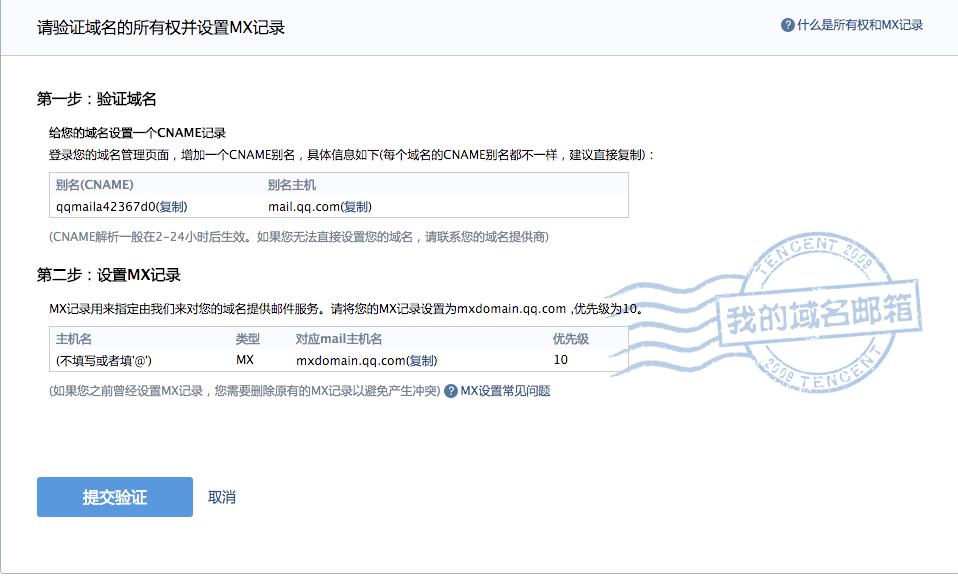 请验证域名的所有权并设置MX记录
? 什么是所有权和MX记录
第一步：验证域名
给您的域名设置一个CNAME记录
登录您的域名管理页面，增加一个CNAME别名，具体信息如下(每个域名的CNAME别名都不一样，建议直接复制)：
别名(CNAME) 别名主机
qqmaila42367d0(复制) mail.qq.com(复制)
(CNAME解析一般在2-24小时后生效。如果您无法直接设置您的域名，请联系您的域名提供商)
第二步：设置MX记录
MX记录用来指定由我们来对您的域名提供邮件服务。请将您的MX记录设置为mxdomain.qq.com ,优先级为10。
主机名 类型 对应mail主机名 优先级
(不填写或者填'@') MX mxdomain.qq.com(复制) 10
(如果您之前曾经设置MX记录，您需要删除原有的MX记录以避免产生冲突) ? MX设置常见问题
TENCENT 2009
我的域名邮箱
2009 TENCENT
提交验证 取消